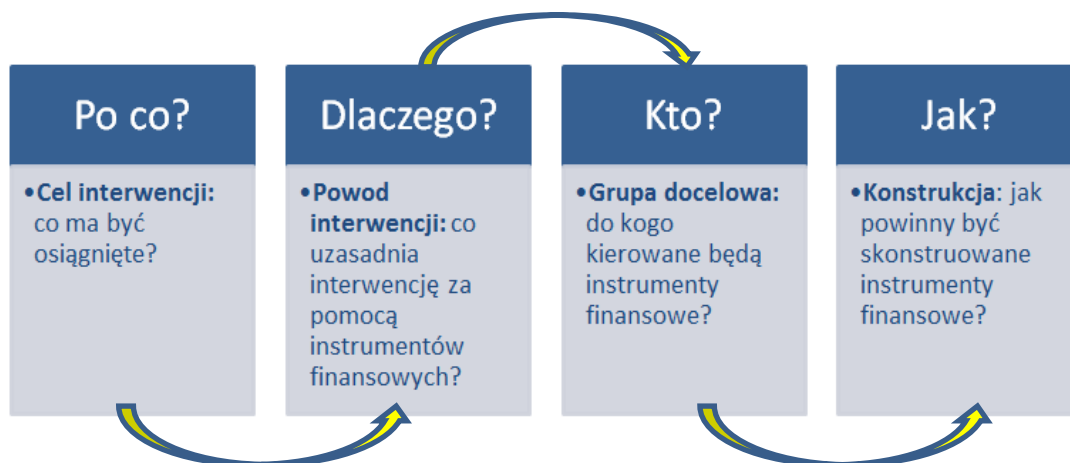 Po co?
•Cel interwencji:
co ma być
osiągnięte?
Dlaczego?
•Powod
interwencji: co
uzasadnia
interwencję za
pomocą
instrumentów
finansowych?
Kto?
•Grupa docelowa:
do kogo
kierowane będą
instrumenty
finansowe?
Jak?
•Konstrukcja: jak
powinny być
skonstruowane
instrumenty
finansowe?